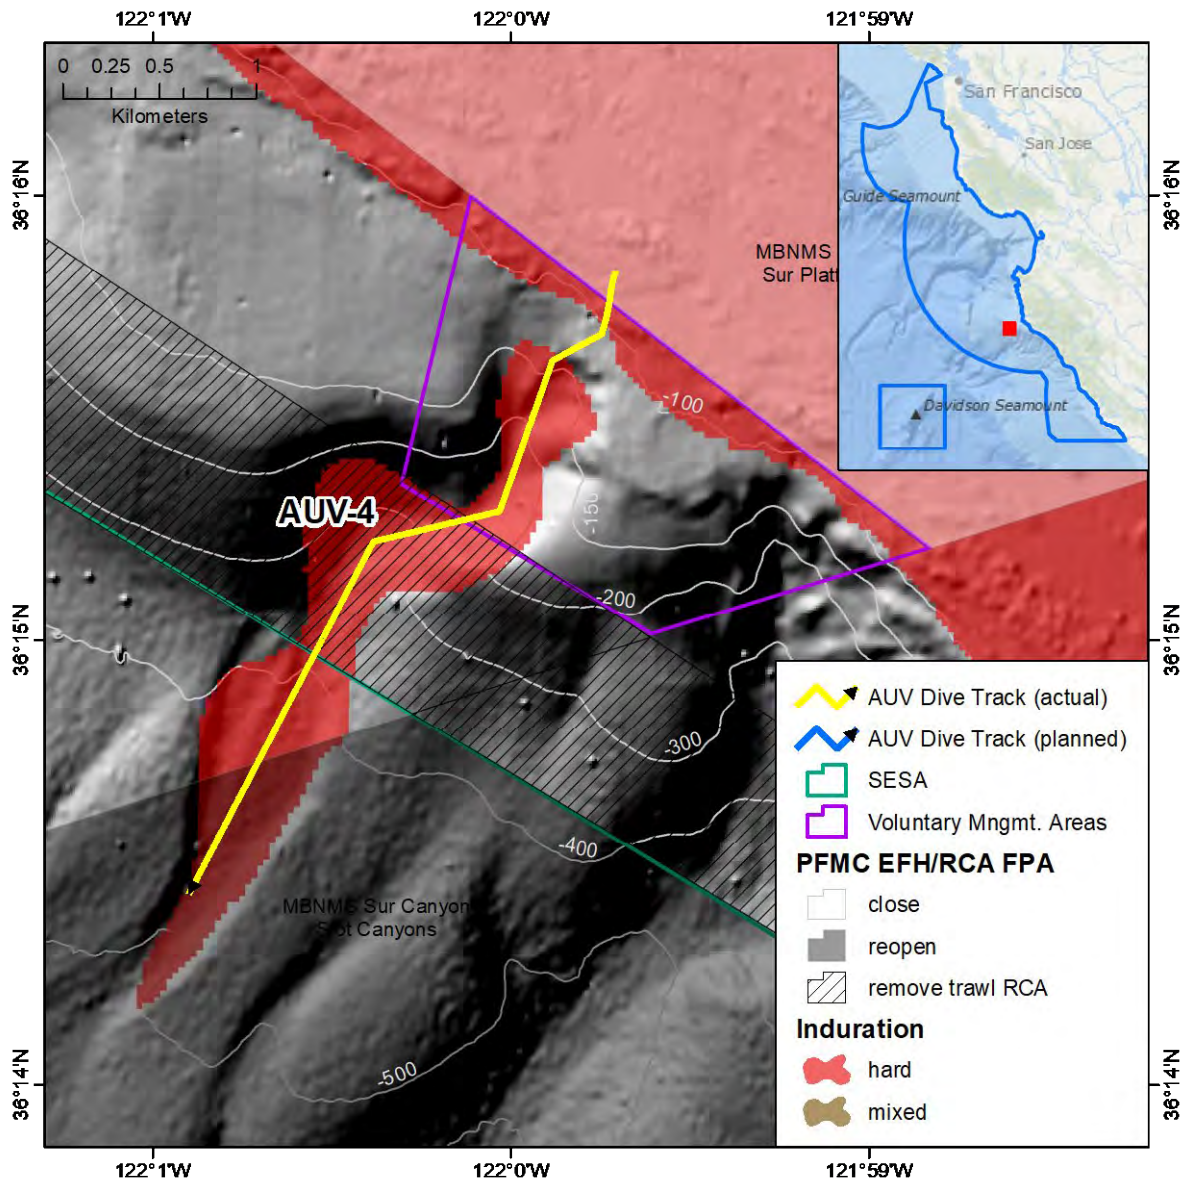 122°1'W
122°0'W
121°59'W
0 0.25 0.5 1
Kilometers
36°16'N
36°16'N
San Francisco
San Jose
Guide Seamount
Davidson Seamount
MBNMS
Sur Platf
-100
-150
AUV-4
-200
36°15'N
36°15'N
-300
-400
MBNMS Sur Canyon
Slot Canyons
-500
36°14'N
36°14'N
AUV Dive Track (actual)
AUV Dive Track (planned)
SESA
Voluntary Mngmt. Areas
PFMC EFH/RCA FPA
close
reopen
remove trawl RCA
Induration
hard
mixed
122°1'W
122°0'W
121°59'W